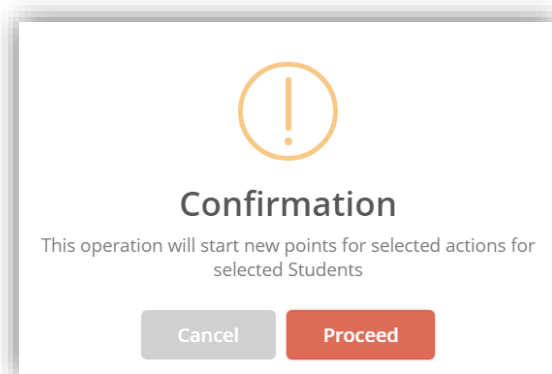 Confirmation
This operation will start new points for selected actions for
selected Students
Cancel
Proceed